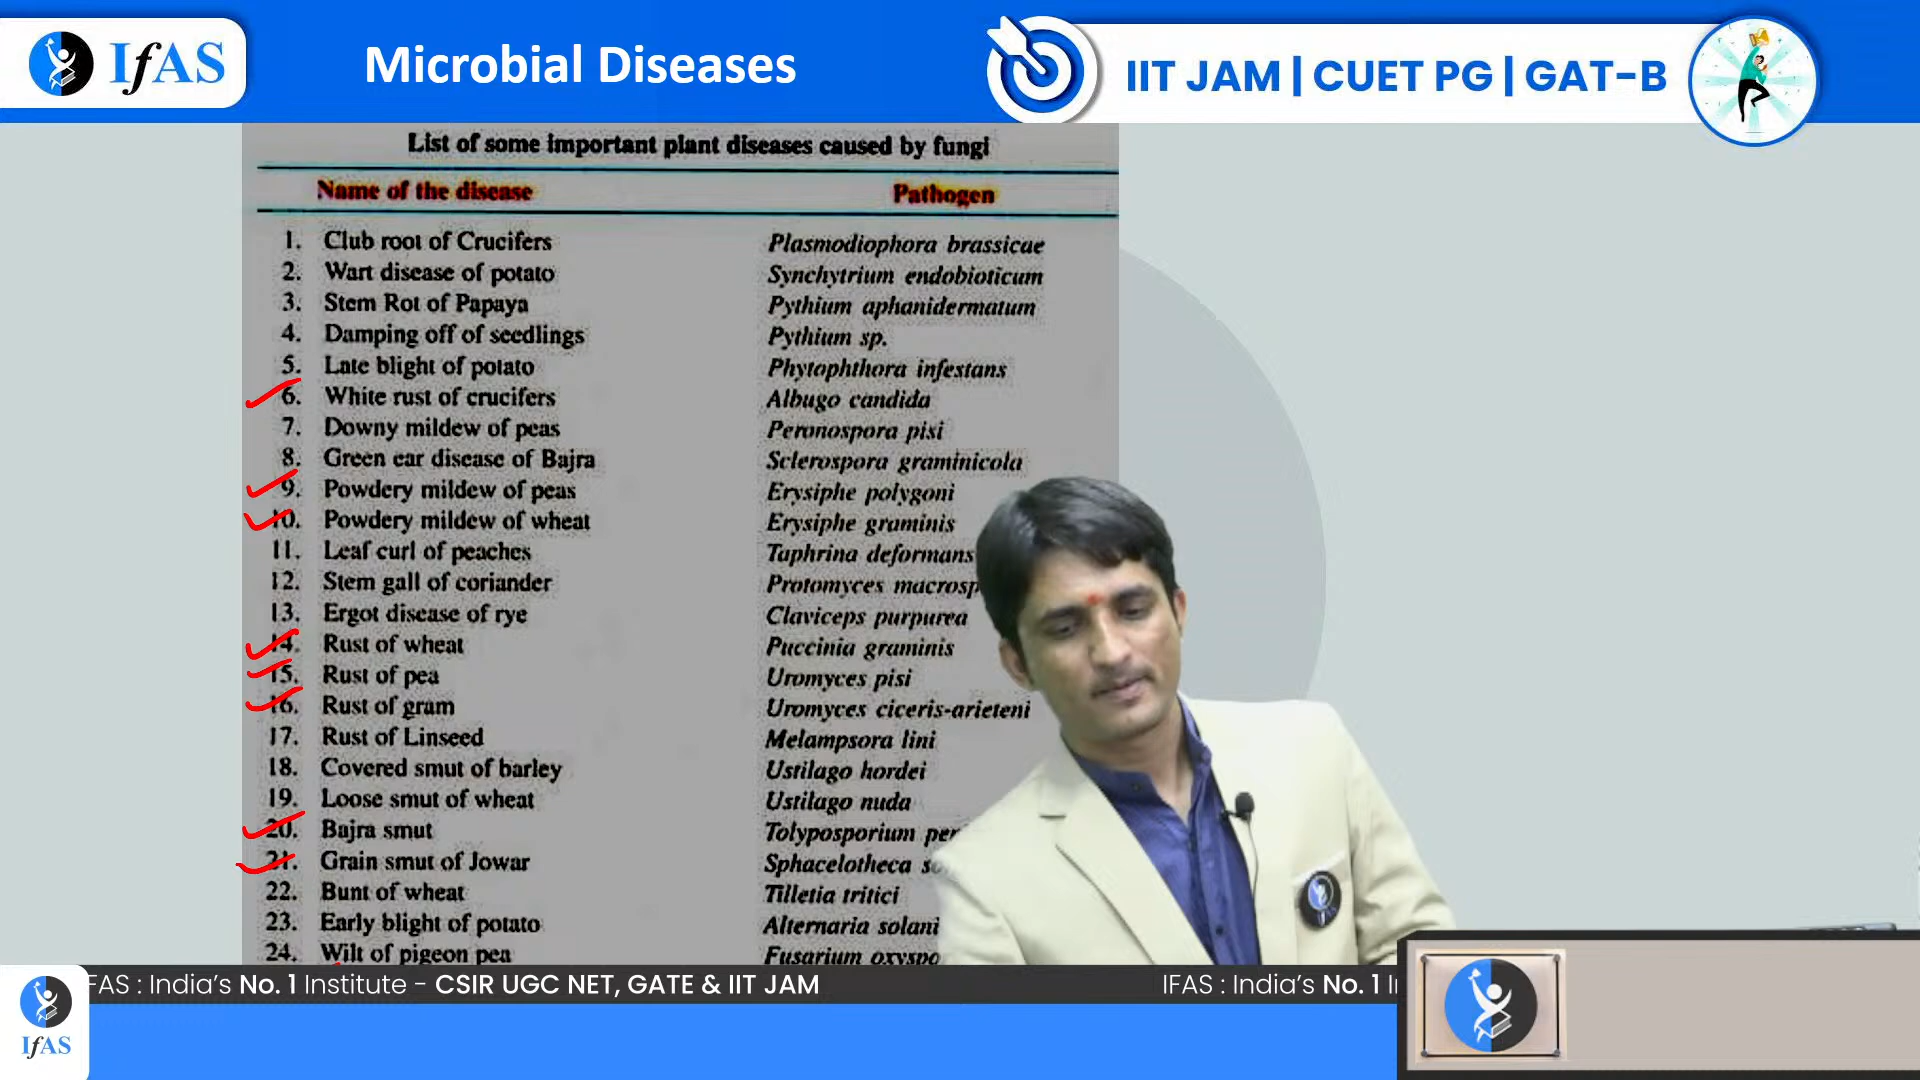 IfAS
Microbial Diseases
IIT JAM | CUET PG | GAT-B
List of some important plant diseases caused by fungi
Name of the disease Pathogen
1. Club root of Crucifers Plasmodiophora brassicae
2. Wart disease of potato Synchytrium endobioticum
3. Stem Rot of Papaya Pythium aphanidermatum
4. Damping off of seedlings Pythium sp.
5. Late blight of potato Phytophthora infestans
6. White rust of crucifers Albugo candida
7. Downy mildew of peas Peronospora pisi
8. Green ear disease of Bajra Sclerospora graminicola
9. Powdery mildew of peas Erysiphe polygoni
10. Powdery mildew of wheat Erysiphe graminis
11. Leaf curl of peaches Taphrina deformans
12. Stem gall of coriander Protomyces macrosp
13. Ergot disease of rye Claviceps purpurea
14. Rust of wheat Puccinia graminis
15. Rust of pea Uromyces pisi
16. Rust of gram Uromyces ciceris-arieteni
17. Rust of Linseed Melampsora lini
18. Covered smut of barley Ustilago hordei
19. Loose smut of wheat Ustilago nuda
20. Bajra smut Tolyposporium pen
21. Grain smut of Jowar Sphacelotheca so
22. Bunt of wheat Tilletia tritici
23. Early blight of potato Alternaria solani
24. Wilt of pigeon pea Fusarium oxyspo
FAS : India's No. 1 Institute - CSIR UGC NET, GATE & IIT JAM IFAS : India's No. 1 I
IfAS